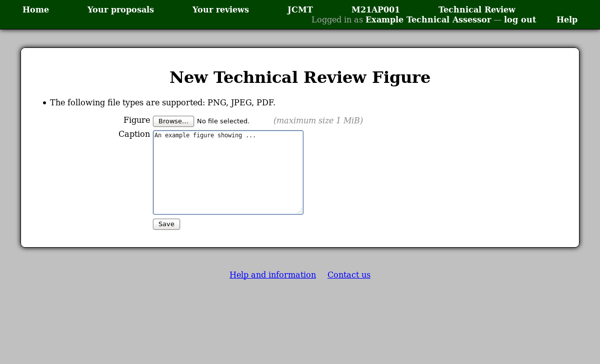 Home Your proposals Your reviews JCMT M21AP001 Technical Review
Logged in as Example Technical Assessor — log out Help
New Technical Review Figure
• The following file types are supported: PNG, JPEG, PDF.
Figure Browse... No file selected. (maximum size 1 MiB)
Caption An example figure showing ...
Save
Help and information Contact us